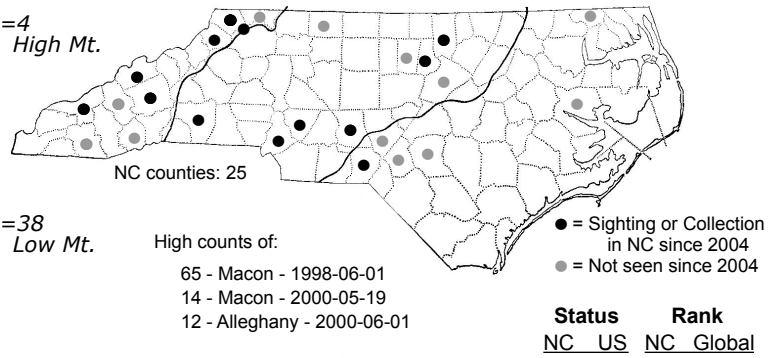 =4
High Mt.
NC counties: 25
=38
Low Mt.
High counts of:
65 - Macon - 1998-06-01
14 - Macon - 2000-05-19
12 - Alleghany - 2000-06-01
● = Sighting or Collection
in NC since 2004
● = Not seen since 2004
Status Rank
NC US NC Global